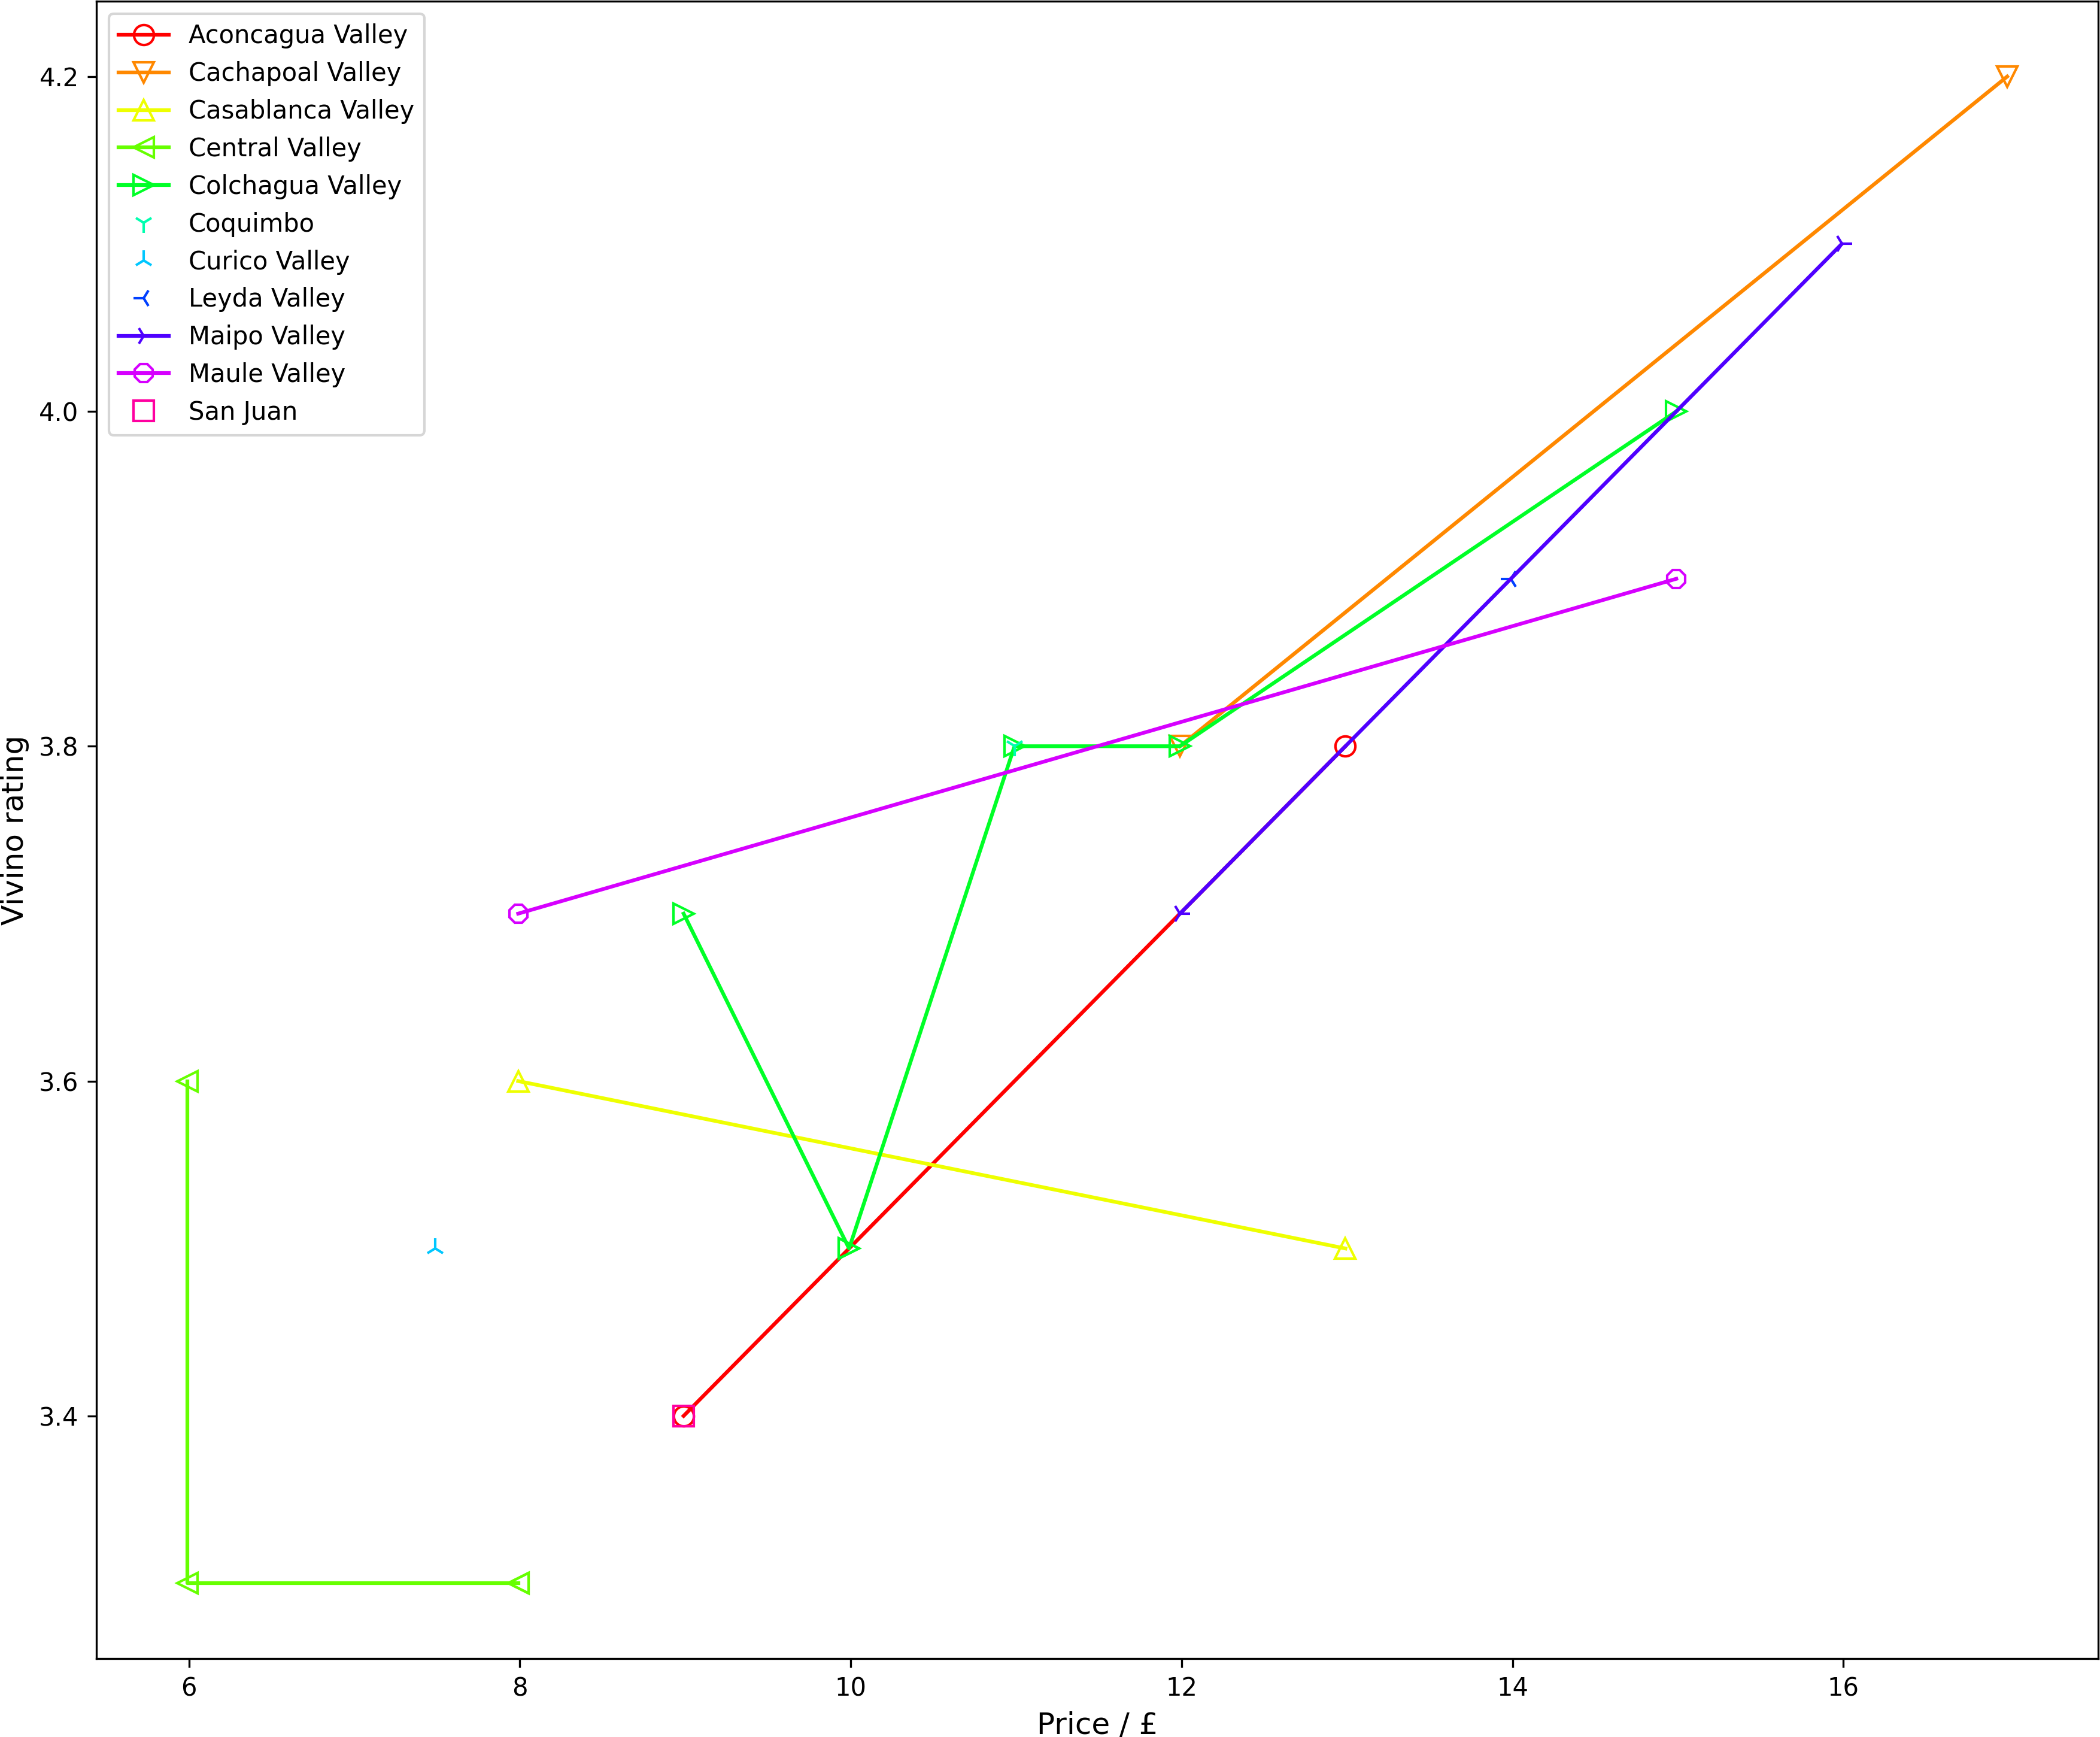 Aconcagua Valley
Cachapoal Valley
Casablanca Valley
Central Valley
Colchagua Valley
Coquimbo
Curico Valley
Leyda Valley
Maipo Valley
Maule Valley
San Juan
4.2
4.0
3.8
3.6
3.4
Vivino rating
6 8 10 12 14 16
Price / £